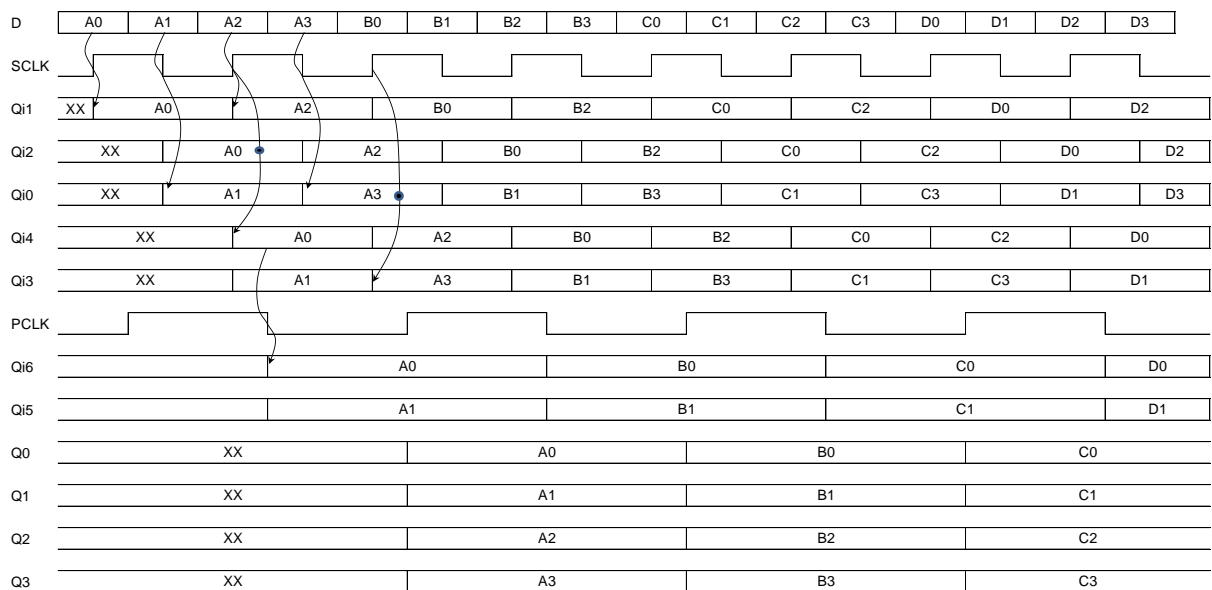 D A0 A1 A2 A3 B0 B1 B2 B3 C0 C1 C2 C3 D0 D1 D2 D3
SCLK
Qi1 XX A0 A2 B0 B2 C0 C2 D0 D2
Qi2 XX A0 A2 B0 B2 C0 C2 D0 D2
Qi0 XX A1 A3 B1 B3 C1 C3 D1 D3
Qi4 XX A0 A2 B0 B2 C0 C2 D0
Qi3 XX A1 A3 B1 B3 C1 C3 D1
PCLK
Qi6 A0 B0 C0 D0
Qi5 A1 B1 C1 D1
Q0 XX A0 B0 C0
Q1 XX A1 B1 C1
Q2 XX A2 B2 C2
Q3 XX A3 B3 C3